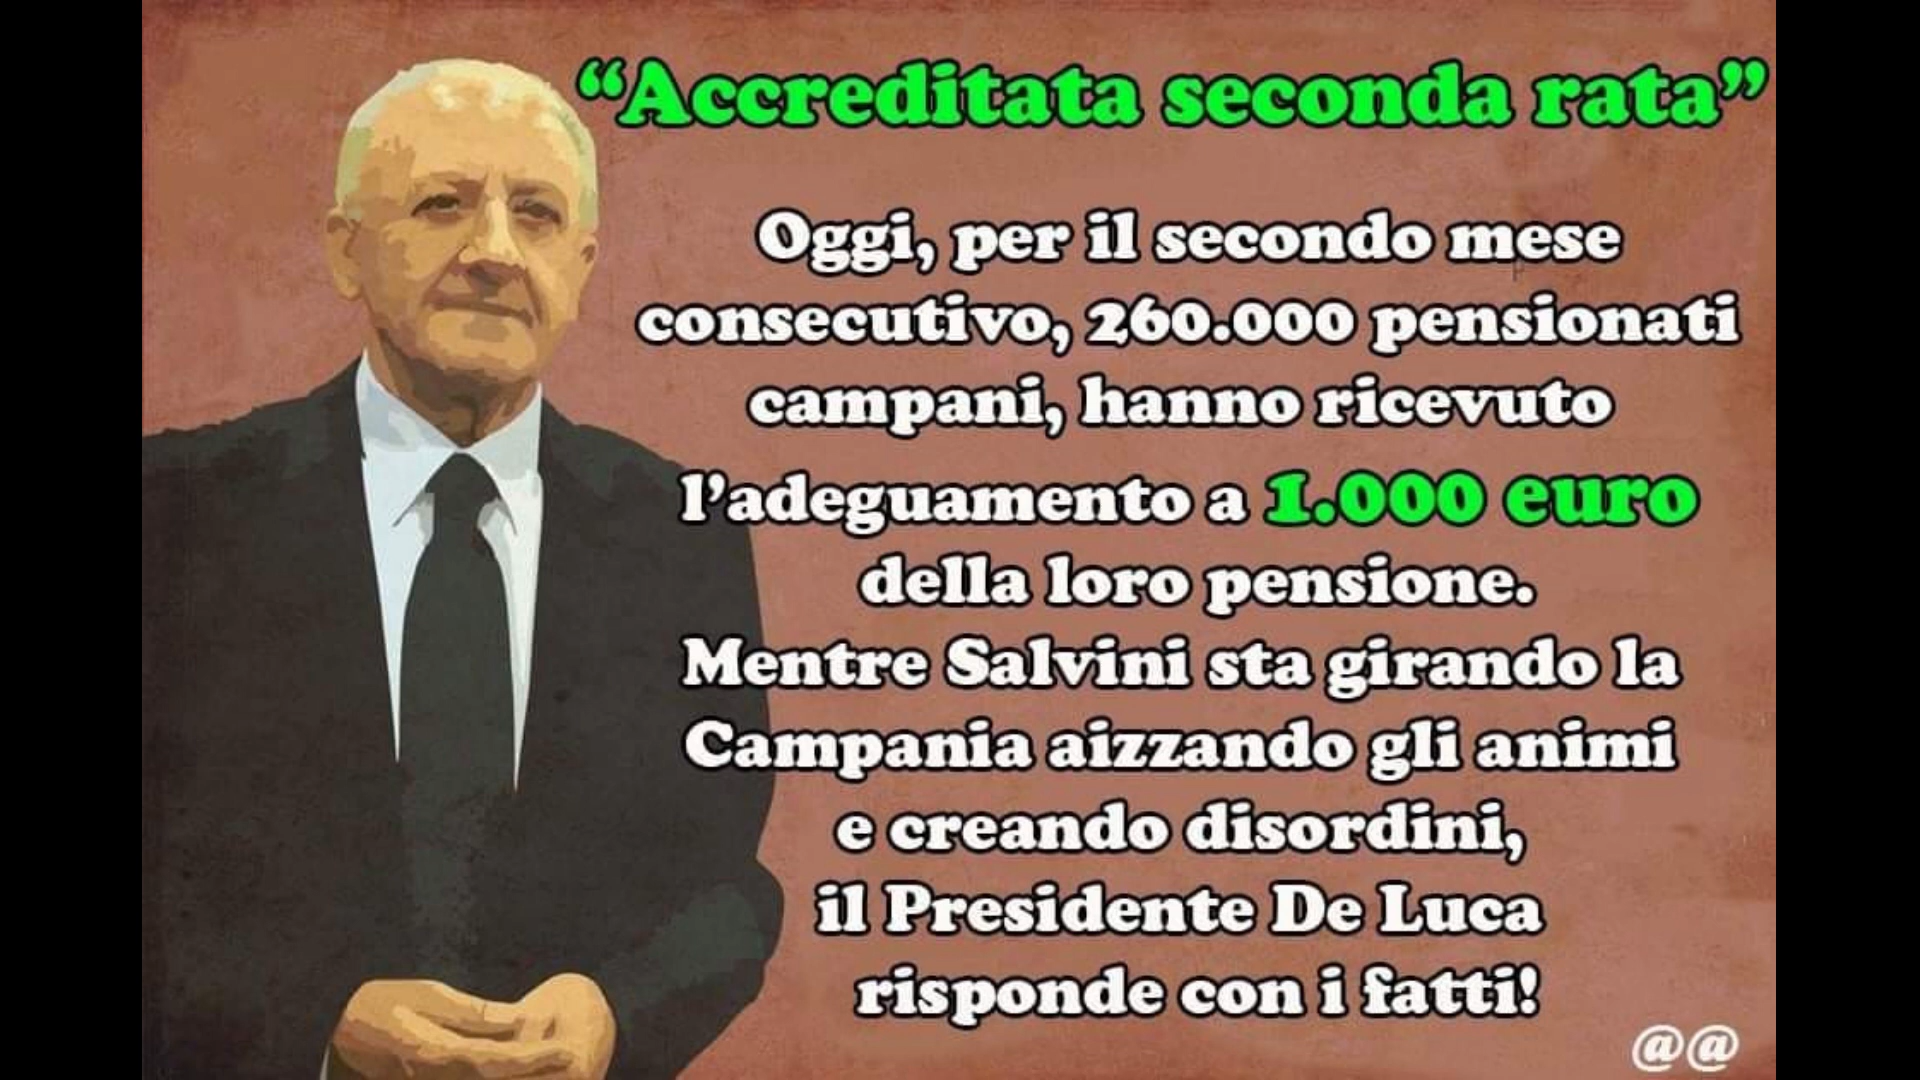 “Accreditata seconda rata”
Oggi, per il secondo mese
consecutivo, 260.000 pensionati
campani, hanno ricevuto
l’adeguamento a 1.000 euro
della loro pensione.
Mentre Salvini sta girando la
Campania aizzando gli animi
e creando disordini,
il Presidente De Luca
risponde con i fatti!
@@